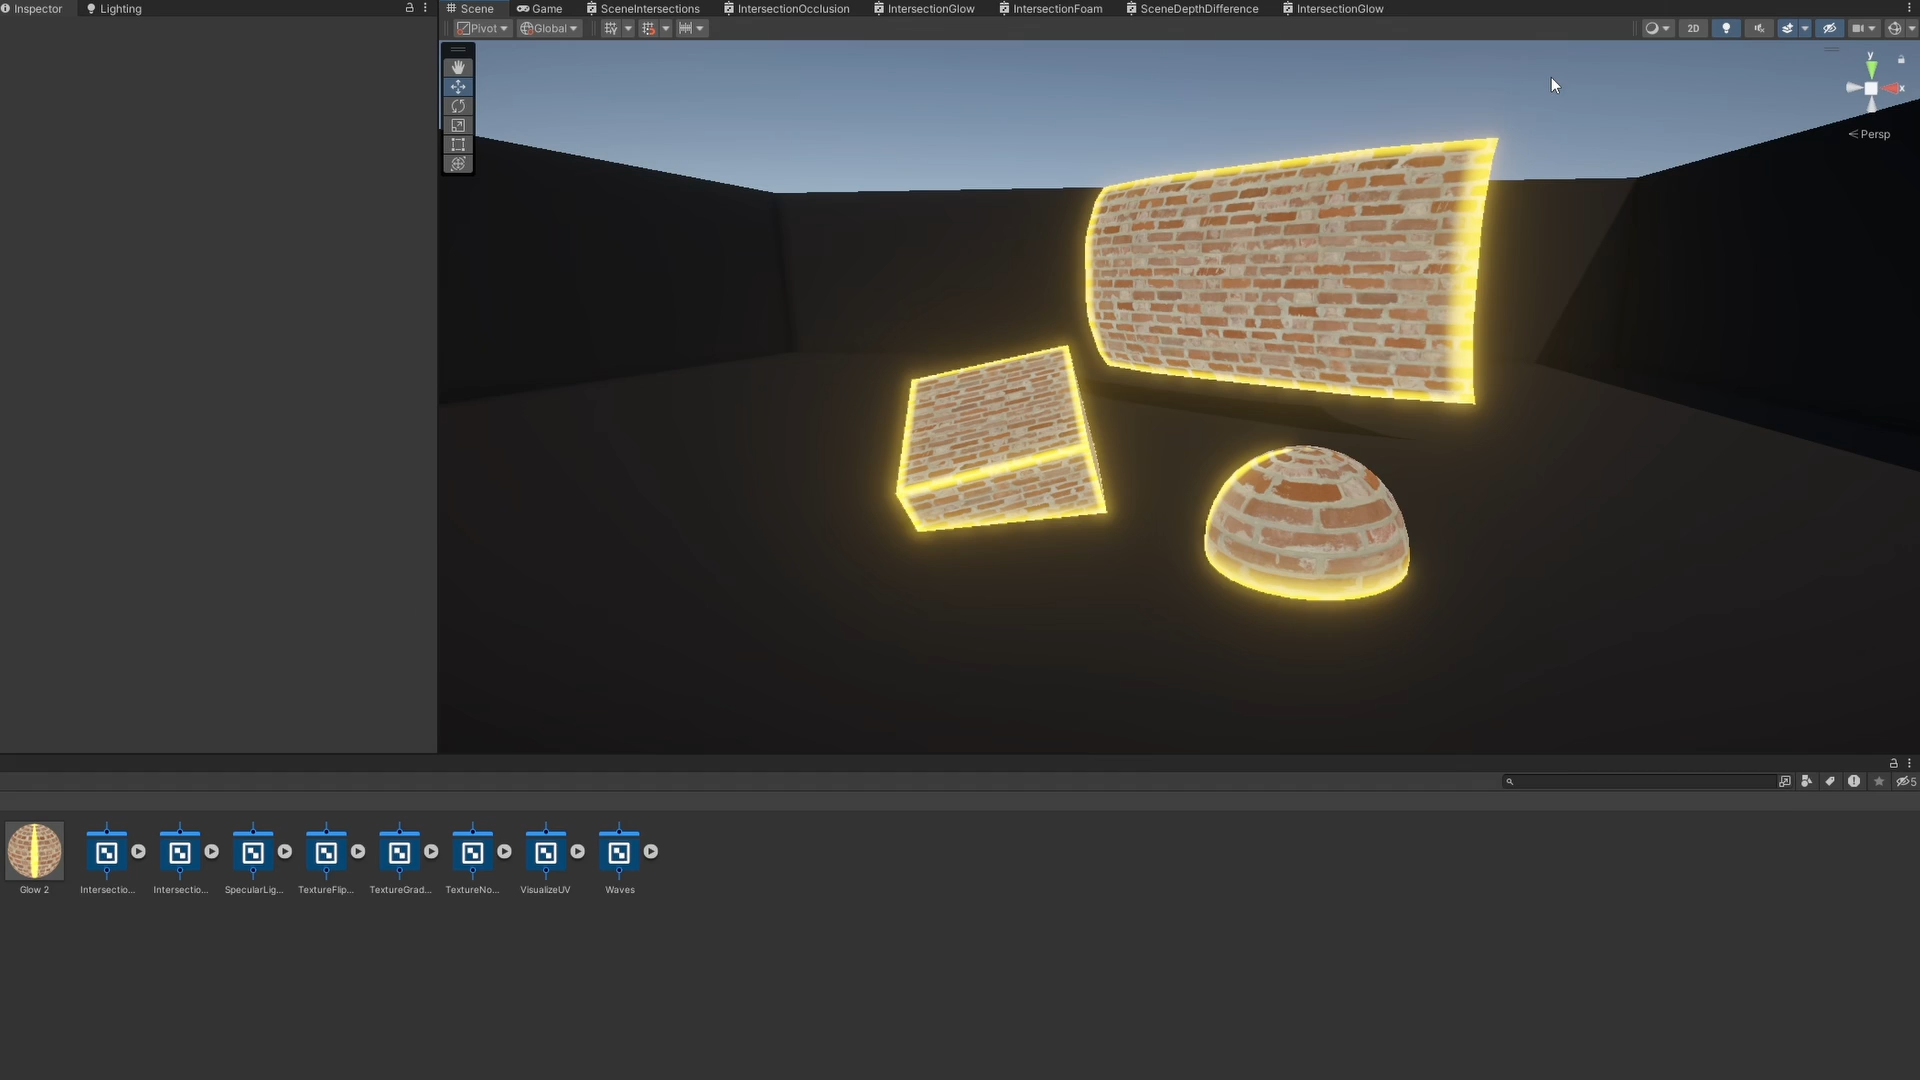 Inspector Lighting Scene Game SceneIntersections IntersectionOcclusion IntersectionGlow IntersectionFoam SceneDepthDifference IntersectionGlow
Pivot Global 2D
y
x
Persp
5
Glow 2 Intersectio... Intersectio... SpecularLig... TextureFlip... TextureGrad... TextureNo... VisualizeUV Waves